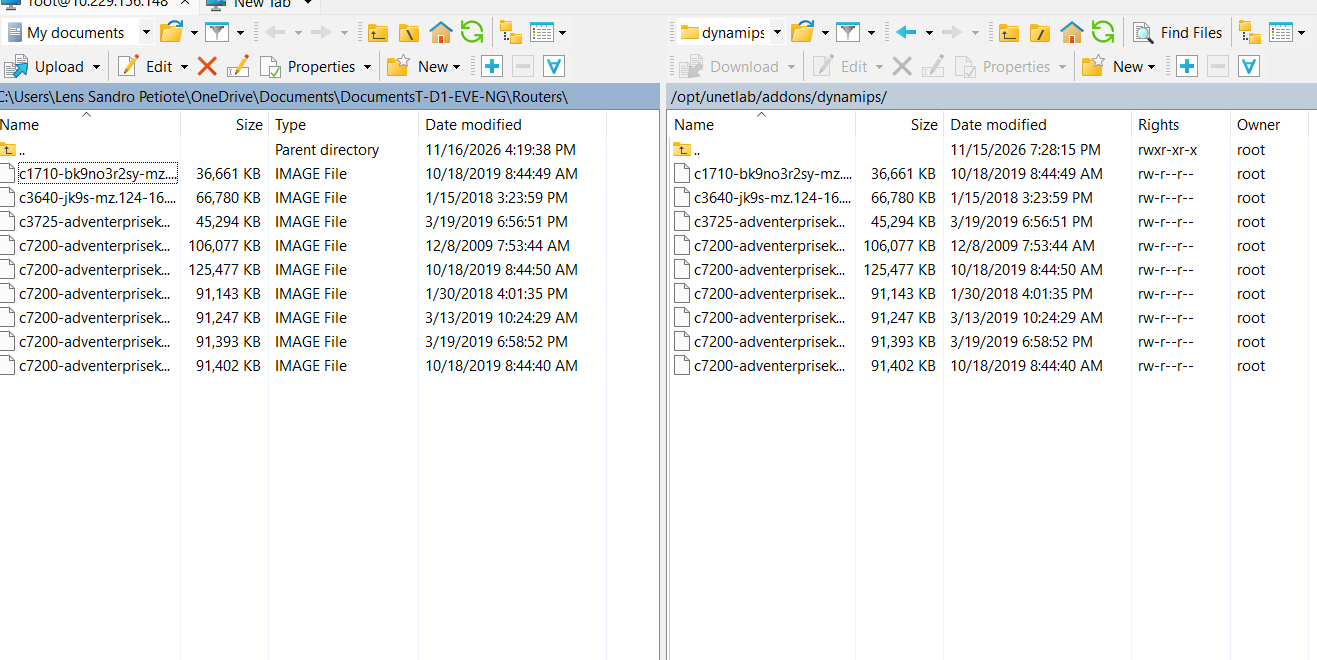 root@10.229.156.148 × New Tab
My documents
Upload Edit Properties New
C:\Users\Lens Sandro Petiote\OneDrive\Documents\DocumentsT-D1-EVE-NG\Routers\
Name Size Type Date modified
.. Parent directory 11/16/2026 4:19:38 PM
c1710-bk9no3r2sy-mz.... 36,661 KB IMAGE File 10/18/2019 8:44:49 AM
c3640-jk9s-mz.124-16.... 66,780 KB IMAGE File 1/15/2018 3:23:59 PM
c3725-adventerprisek... 45,294 KB IMAGE File 3/19/2019 6:56:51 PM
c7200-adventerprisek... 106,077 KB IMAGE File 12/8/2009 7:53:44 AM
c7200-adventerprisek... 125,477 KB IMAGE File 10/18/2019 8:44:50 AM
c7200-adventerprisek... 91,143 KB IMAGE File 1/30/2018 4:01:35 PM
c7200-adventerprisek... 91,247 KB IMAGE File 3/13/2019 10:24:29 AM
c7200-adventerprisek... 91,393 KB IMAGE File 3/19/2019 6:58:52 PM
c7200-adventerprisek... 91,402 KB IMAGE File 10/18/2019 8:44:40 AM
dynamips Find Files
Download Edit Properties New
/opt/unetlab/addons/dynamips/
Name Size Date modified Rights Owner
.. 11/15/2026 7:28:15 PM rwxr-xr-x root
c1710-bk9no3r2sy-mz.... 36,661 KB 10/18/2019 8:44:49 AM rw-r--r-- root
c3640-jk9s-mz.124-16.... 66,780 KB 1/15/2018 3:23:59 PM rw-r--r-- root
c3725-adventerprisek... 45,294 KB 3/19/2019 6:56:51 PM rw-r--r-- root
c7200-adventerprisek... 106,077 KB 12/8/2009 7:53:44 AM rw-r--r-- root
c7200-adventerprisek... 125,477 KB 10/18/2019 8:44:50 AM rw-r--r-- root
c7200-adventerprisek... 91,143 KB 1/30/2018 4:01:35 PM rw-r--r-- root
c7200-adventerprisek... 91,247 KB 3/13/2019 10:24:29 AM rw-r--r-- root
c7200-adventerprisek... 91,393 KB 3/19/2019 6:58:52 PM rw-r--r-- root
c7200-adventerprisek... 91,402 KB 10/18/2019 8:44:40 AM rw-r--r-- root